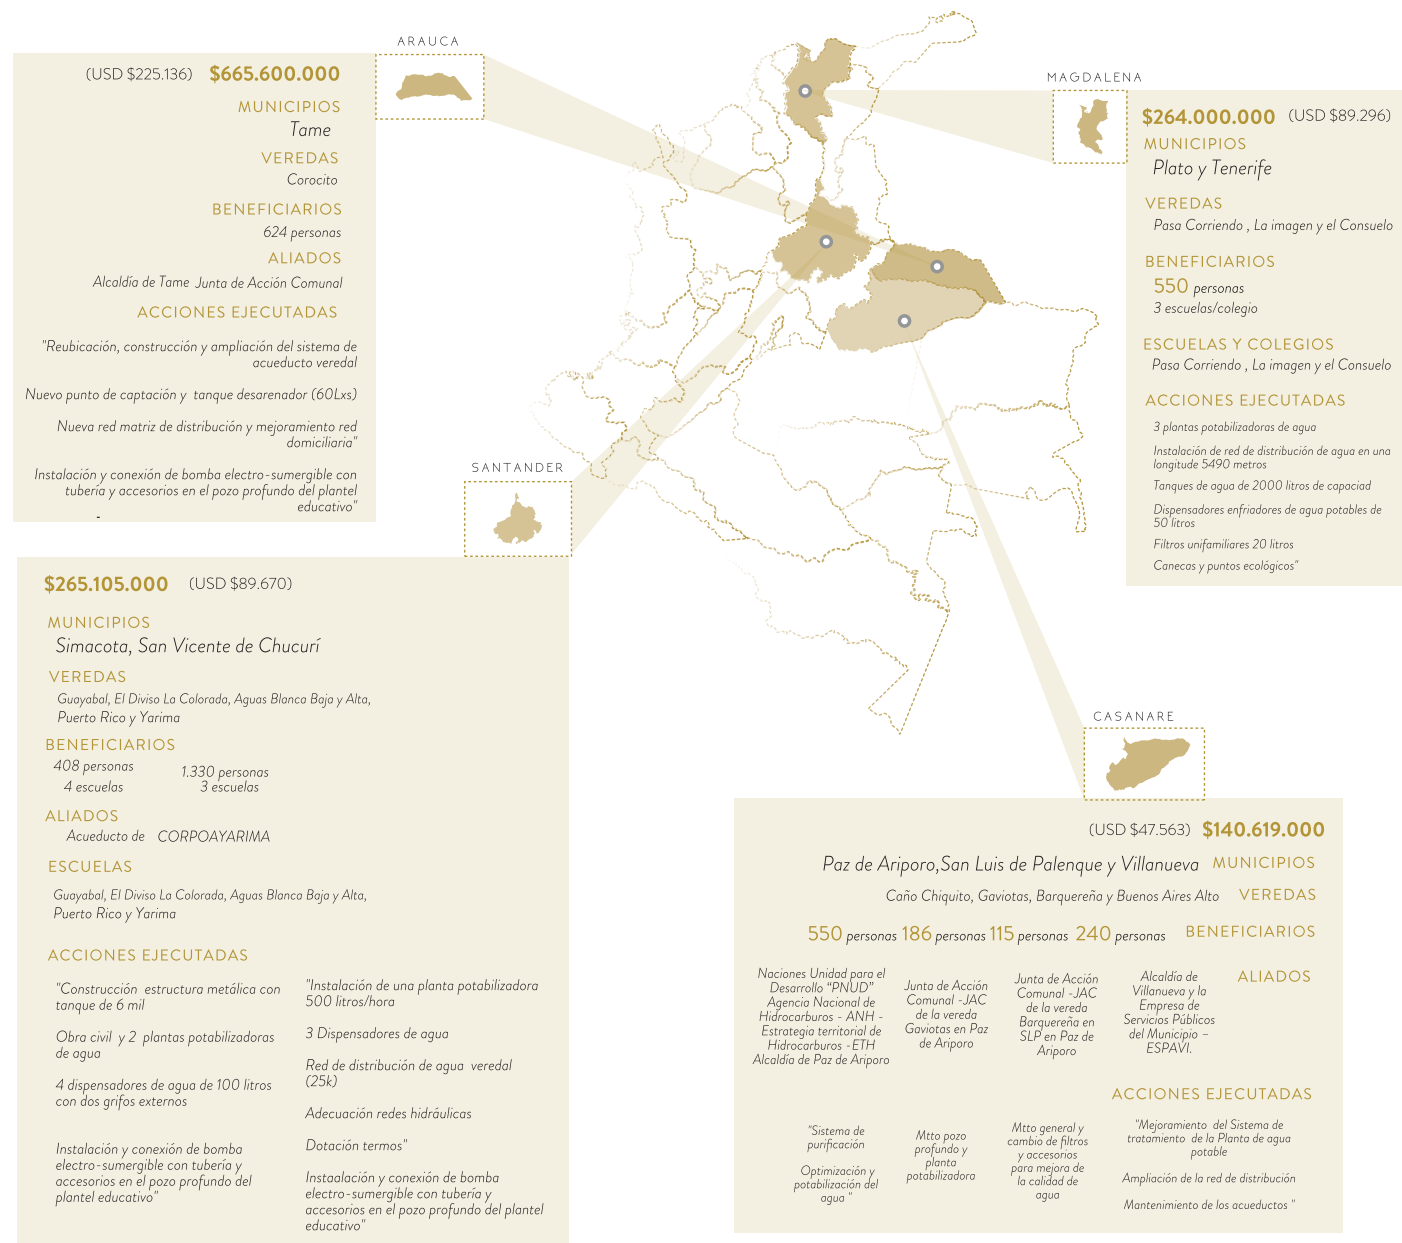 ARAUCA
(USD $225.136) $665.600.000
MUNICIPIOS
Tame
VEREDAS
Corocito
BENEFICIARIOS
624 personas
ALIADOS
Alcaldía de Tame Junta de Acción Comunal
ACCIONES EJECUTADAS
"Reubicación, construcción y ampliación del sistema de
acueducto veredal
Nuevo punto de captación y tanque desarenador (60Lxs)
Nueva red matriz de distribución y mejoramiento red
domiciliaria"
Instalación y conexión de bomba electro-sumergible con
tubería y accesorios en el pozo profundo del plantel
educativo"
-
MAGDALENA
$264.000.000 (USD $89.296)
MUNICIPIOS
Plato y Tenerife
VEREDAS
Pasa Corriendo , La imagen y el Consuelo
BENEFICIARIOS
550 personas
3 escuelas/colegio
ESCUELAS Y COLEGIOS
Pasa Corriendo , La imagen y el Consuelo
ACCIONES EJECUTADAS
3 plantas potabilizadoras de agua
Instalación de red de distribución de agua en una
longitude 5490 metros
Tanques de agua de 2000 litros de capaciad
Dispensadores enfriadores de agua potables de
50 litros
Filtros unifamiliares 20 litros
Canecas y puntos ecológicos"
SANTANDER
$265.105.000 (USD $89.670)
MUNICIPIOS
Simacota, San Vicente de Chucurí
VEREDAS
Guayabal, El Diviso La Colorada, Aguas Blanca Baja y Alta,
Puerto Rico y Yarima
BENEFICIARIOS
408 personas
4 escuelas
1.330 personas
3 escuelas
ALIADOS
Acueducto de CORPOAYARIMA
ESCUELAS
Guayabal, El Diviso La Colorada, Aguas Blanca Baja y Alta,
Puerto Rico y Yarima
ACCIONES EJECUTADAS
"Construcción estructura metálica con
tanque de 6 mil
Obra civil y 2 plantas potabilizadoras
de agua
4 dispensadores de agua de 100 litros
con dos grifos externos
Instalación y conexión de bomba
electro-sumergible con tubería y
accesorios en el pozo profundo del
plantel educativo"
"Instalación de una planta potabilizadora
500 litros/hora
3 Dispensadores de agua
Red de distribución de agua veredal
(25k)
Adecuación redes hidráulicas
Dotación termos"
Instaalación y conexión de bomba
electro-sumergible con tubería y
accesorios en el pozo profundo del plantel
educativo"
CASANARE
(USD $47.563) $140.619.000
Paz de Ariporo,San Luis de Palenque y Villanueva MUNICIPIOS
Caño Chiquito, Gaviotas, Barquereña y Buenos Aires Alto VEREDAS
550 personas 186 personas 115 personas 240 personas BENEFICIARIOS
ALIADOS
Naciones Unidad para el
Desarrollo "PNUD"
Agencia Nacional de
Hidrocarburos - ANH -
Estrategia territorial de
Hidrocarburos -ETH
Alcaldía de Paz de Ariporo
Junta de Acción
Comunal -JAC
de la vereda
Gaviotas en Paz
de Ariporo
Junta de Acción
Comunal -JAC
de la vereda
Barquereña en
SLP en Paz de
Ariporo
Alcaldía de
Villanueva y la
Empresa de
Servicios Públicos
del Municipio –
ESPAVI.
ACCIONES EJECUTADAS
"Sistema de
purificación
Optimización y
potabilización del
agua "
Mtto pozo
profundo y
planta
potabilizadora
Mtto general y
cambio de filtros
y accesorios
para mejora de
la calidad de
agua
"Mejoramiento del Sistema de
tratamiento de la Planta de agua
potable
Ampliación de la red de distribución
Mantenimiento de los acueductos "